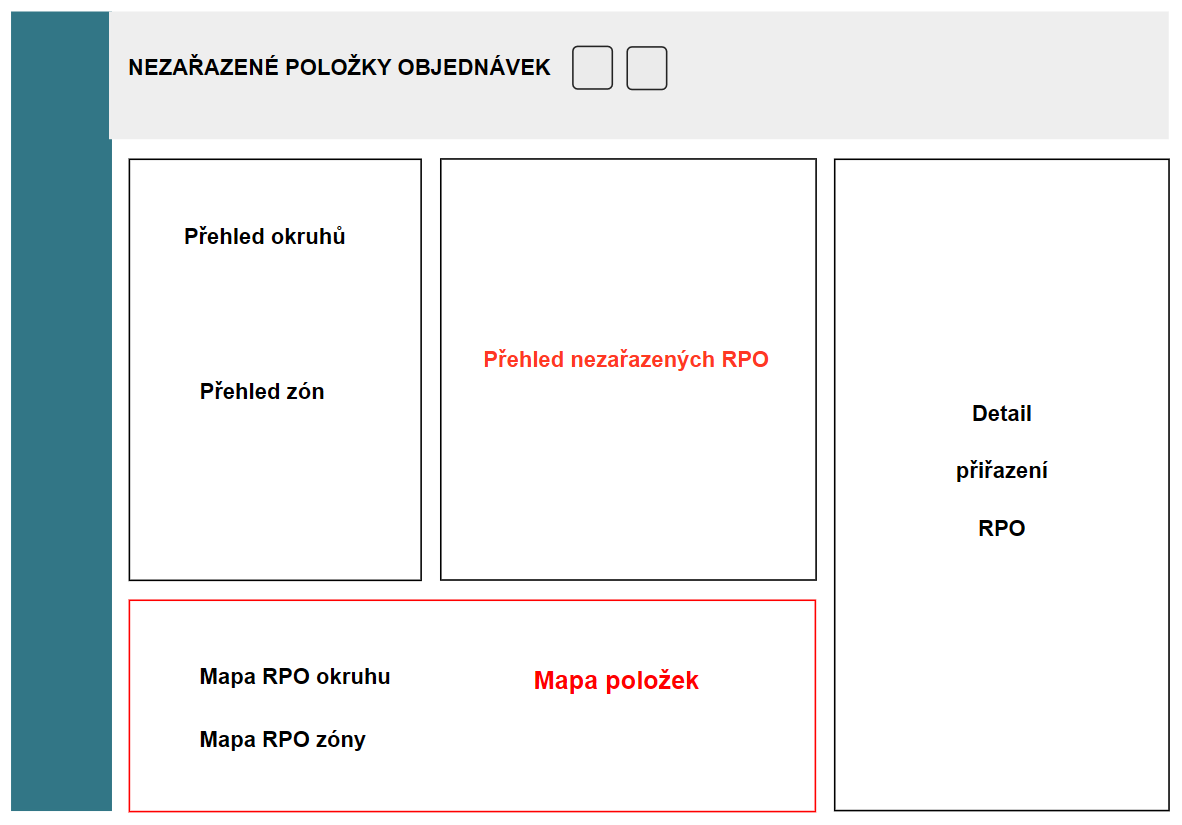 NEZAŘAZENÉ POLOŽKY OBJEDNÁVEK
Přehled okruhů
Přehled zón
Přehled nezařazených RPO
Detail
přiřazení
RPO
Mapa RPO okruhu
Mapa položek
Mapa RPO zóny